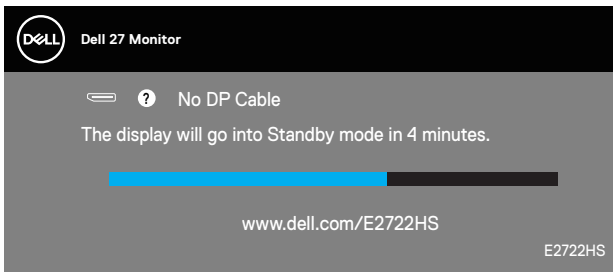 DELL
Dell 27 Monitor
? No DP Cable
The display will go into Standby mode in 4 minutes.
www.dell.com/E2722HS
E2722HS